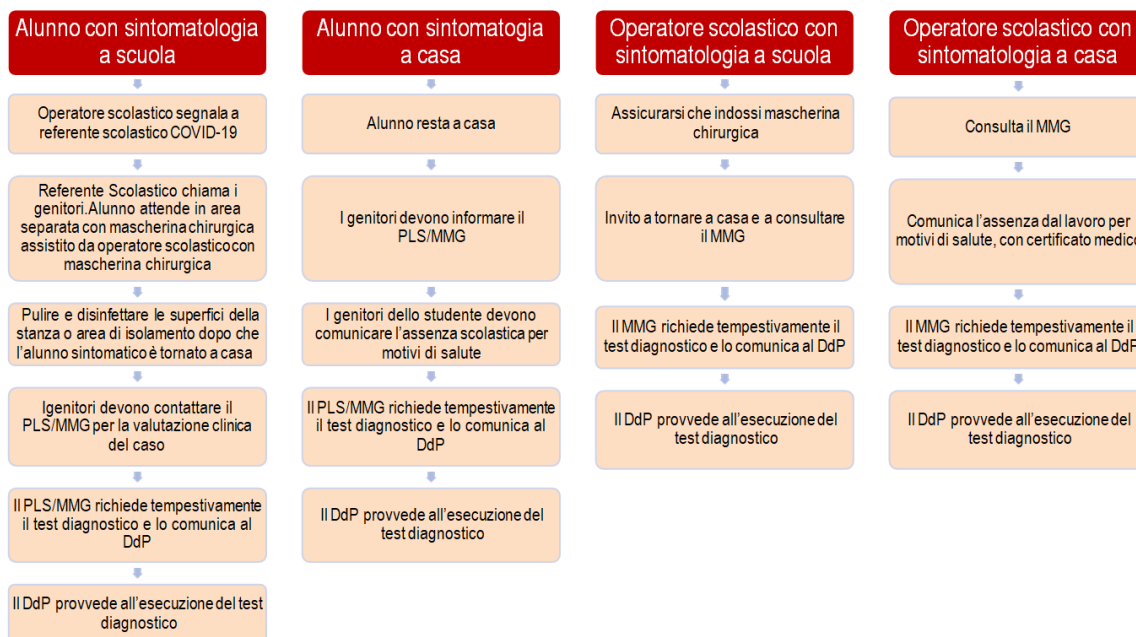 Alunno con sintomatologia
a scuola
Operatore scolastico segnala a
referente scolastico COVID-19
Referente Scolastico chiama i
genitori.Alunno attende in area
separata con mascherina chirurgica
assistito da operatore scolastico con
mascherina chirurgica
Pulire e disinfettare le superfici della
stanza o area di isolamento dopo che
l'alunno sintomatico è tornato a casa
Igenitori devono contattare il
PLS/MMG per la valutazione clinica
del caso
Il PLS/MMG richiede tempestivamente
il test diagnostico e lo comunica al
DdP
Il DdP provvede all'esecuzione del test
diagnostico
Alunno con sintomatogia
a casa
Alunno resta a casa
I genitori devono informare il
PLS/MMG
I genitori dello studente devono
comunicare l'assenza scolastica per
motivi di salute
Il PLS/MMG richiede tempestivamente
il test diagnostico e lo comunica al
DdP
Il DdP provvede all'esecuzione del
test diagnostico
Operatore scolastico con
sintomatologia a scuola
Assicurarsi che indossi mascherina
chirurgica
Invito a tornare a casa e a consultare
il MMG
Il MMG richiede tempestivamente il
test diagnostico e lo comunica al DdP
Il DdP provvede all'esecuzione del
test diagnostico
Operatore scolastico con
sintomatologia a casa
Consulta il MMG
Comunica l'assenza dal lavoro per
motivi di salute, con certificato medico
Il MMG richiede tempestivamente il
test diagnostico e lo comunica al DdP
Il DdP provvede all'esecuzione del
test diagnostico